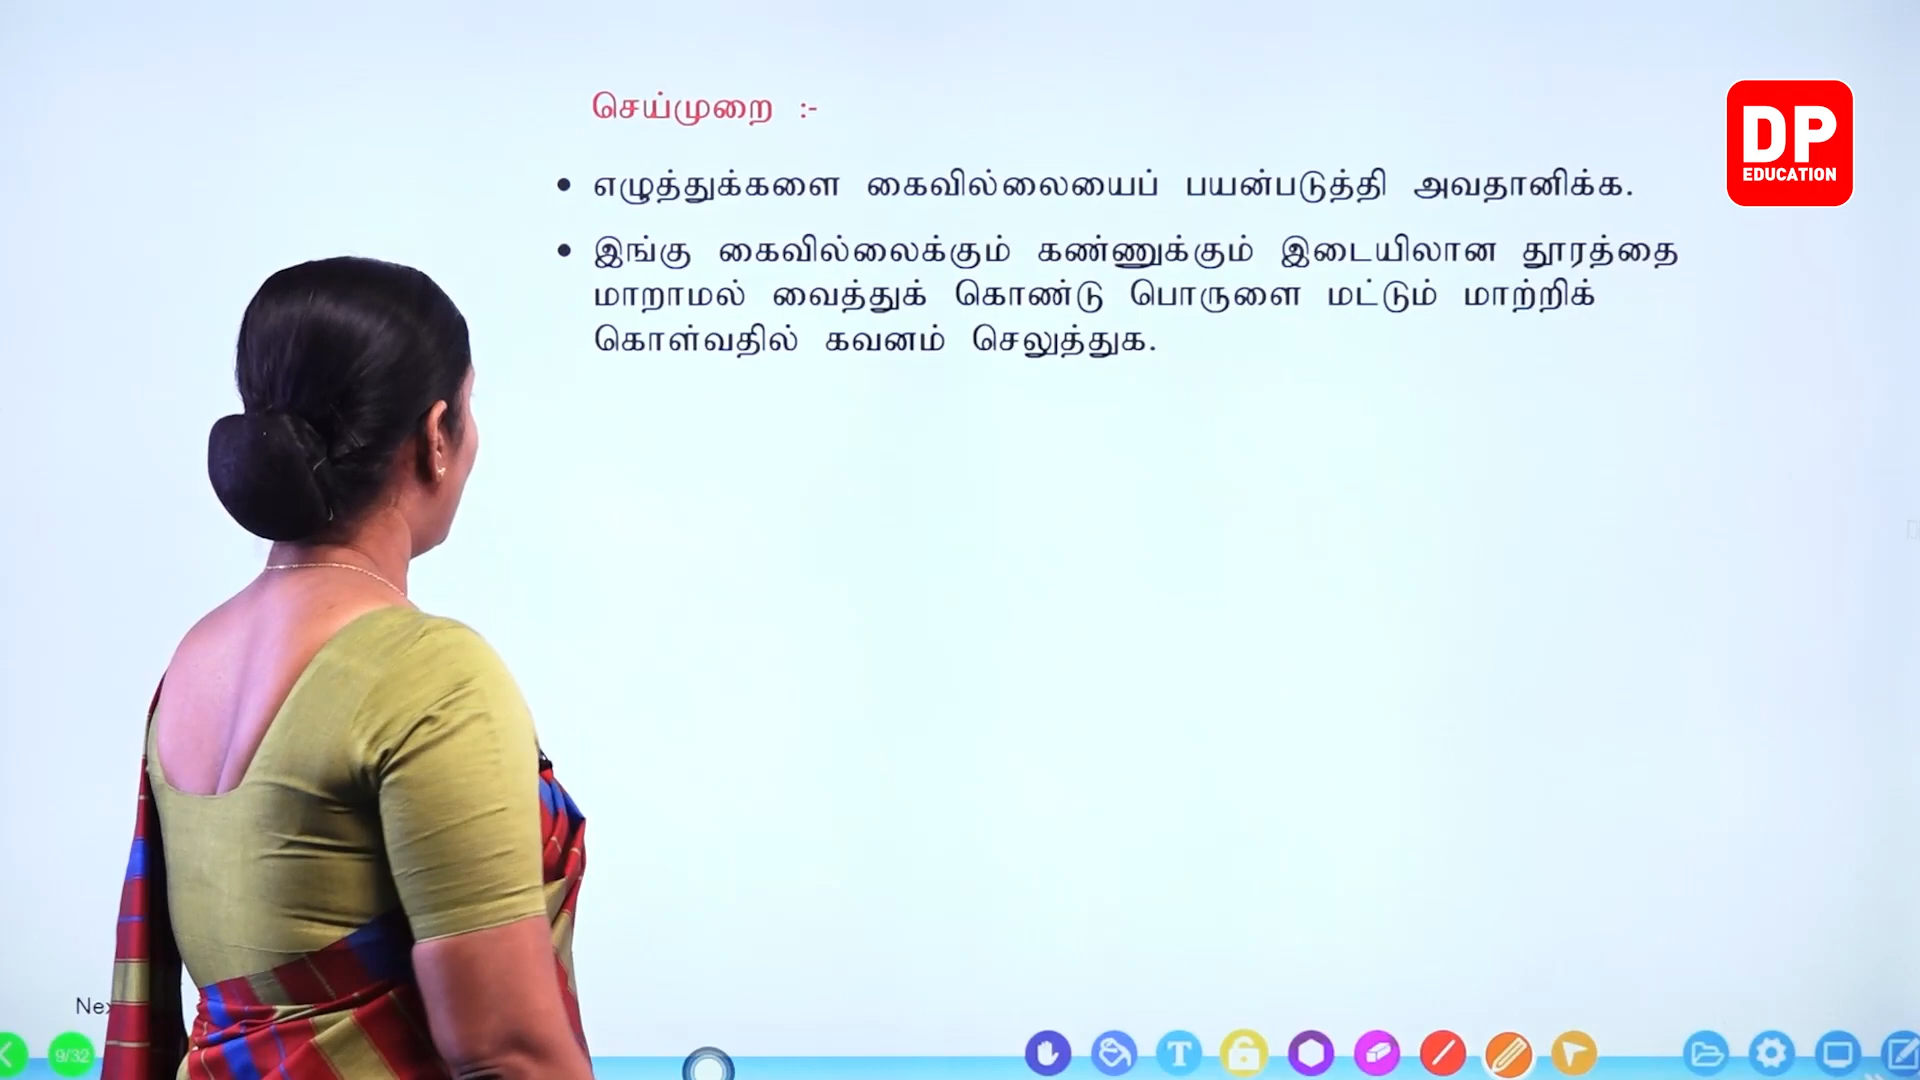 செய்முறை :-
DP
EDUCATION
• எழுத்துக்களை கைவில்லையைப் பயன்படுத்தி அவதானிக்க.
• இங்கு கைவில்லைக்கும் கண்ணுக்கும் இடையிலான தூரத்தை
மாறாமல் வைத்துக் கொண்டு பொருளை மட்டும் மாற்றிக்
கொள்வதில் கவனம் செலுத்துக.
9/32
T